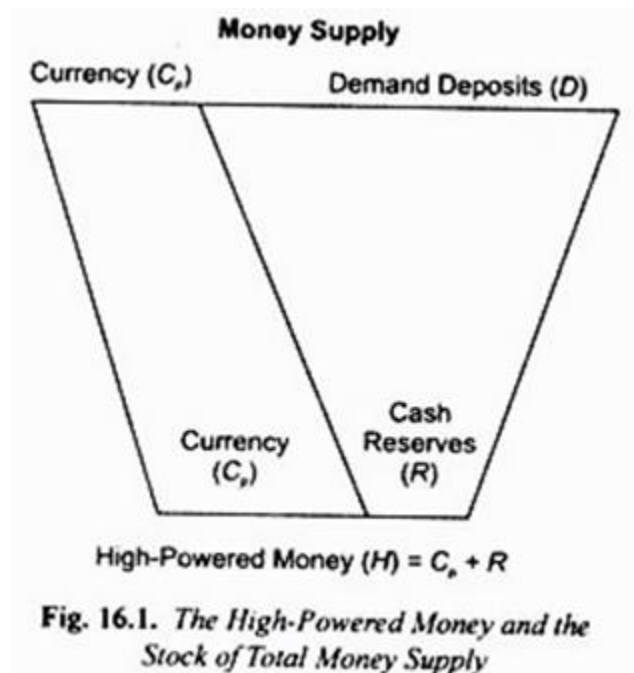 Money Supply
Currency (Cₚ)
Demand Deposits (D)
Currency
(Cₚ)
Cash
Reserves
(R)
High-Powered Money (H) = Cₚ + R
Fig. 16.1. The High-Powered Money and the
Stock of Total Money Supply